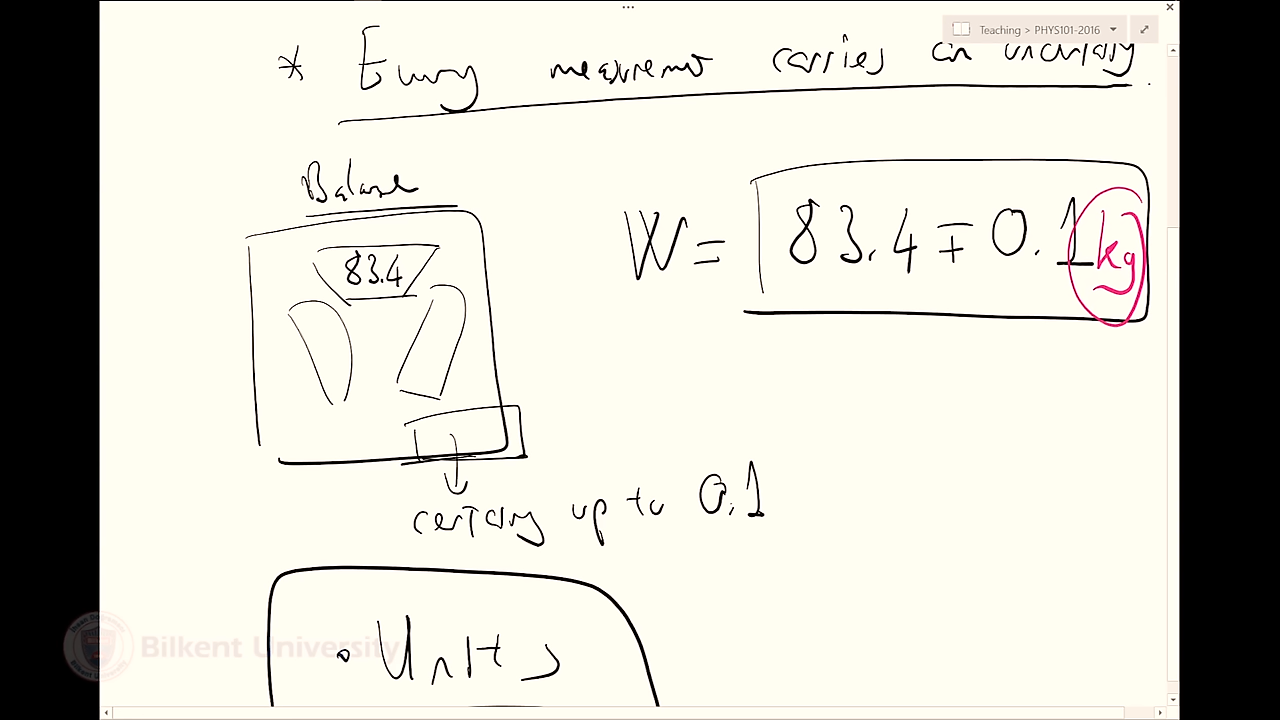 Teaching > PHYS101-2016
* Every measurement carries an uncertainty.
Balance
83.4
W = 83.4 ∓ 0.1 kg
certainty up to 0.1
• Units
Bilkent University